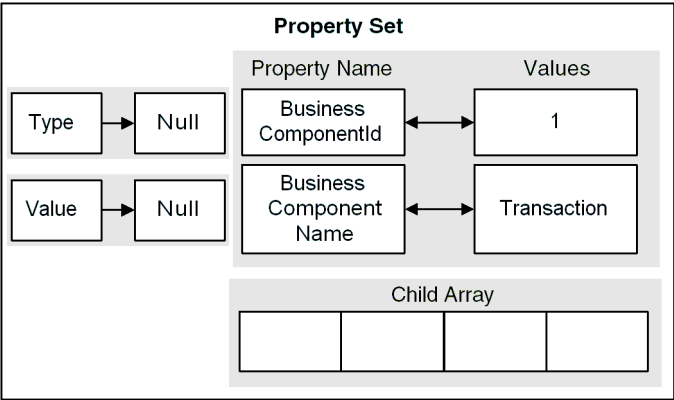 Property Set
Property Name Values
Type Null
Business
ComponentId
1
Value Null
Business
Component
Name
Transaction
Child Array